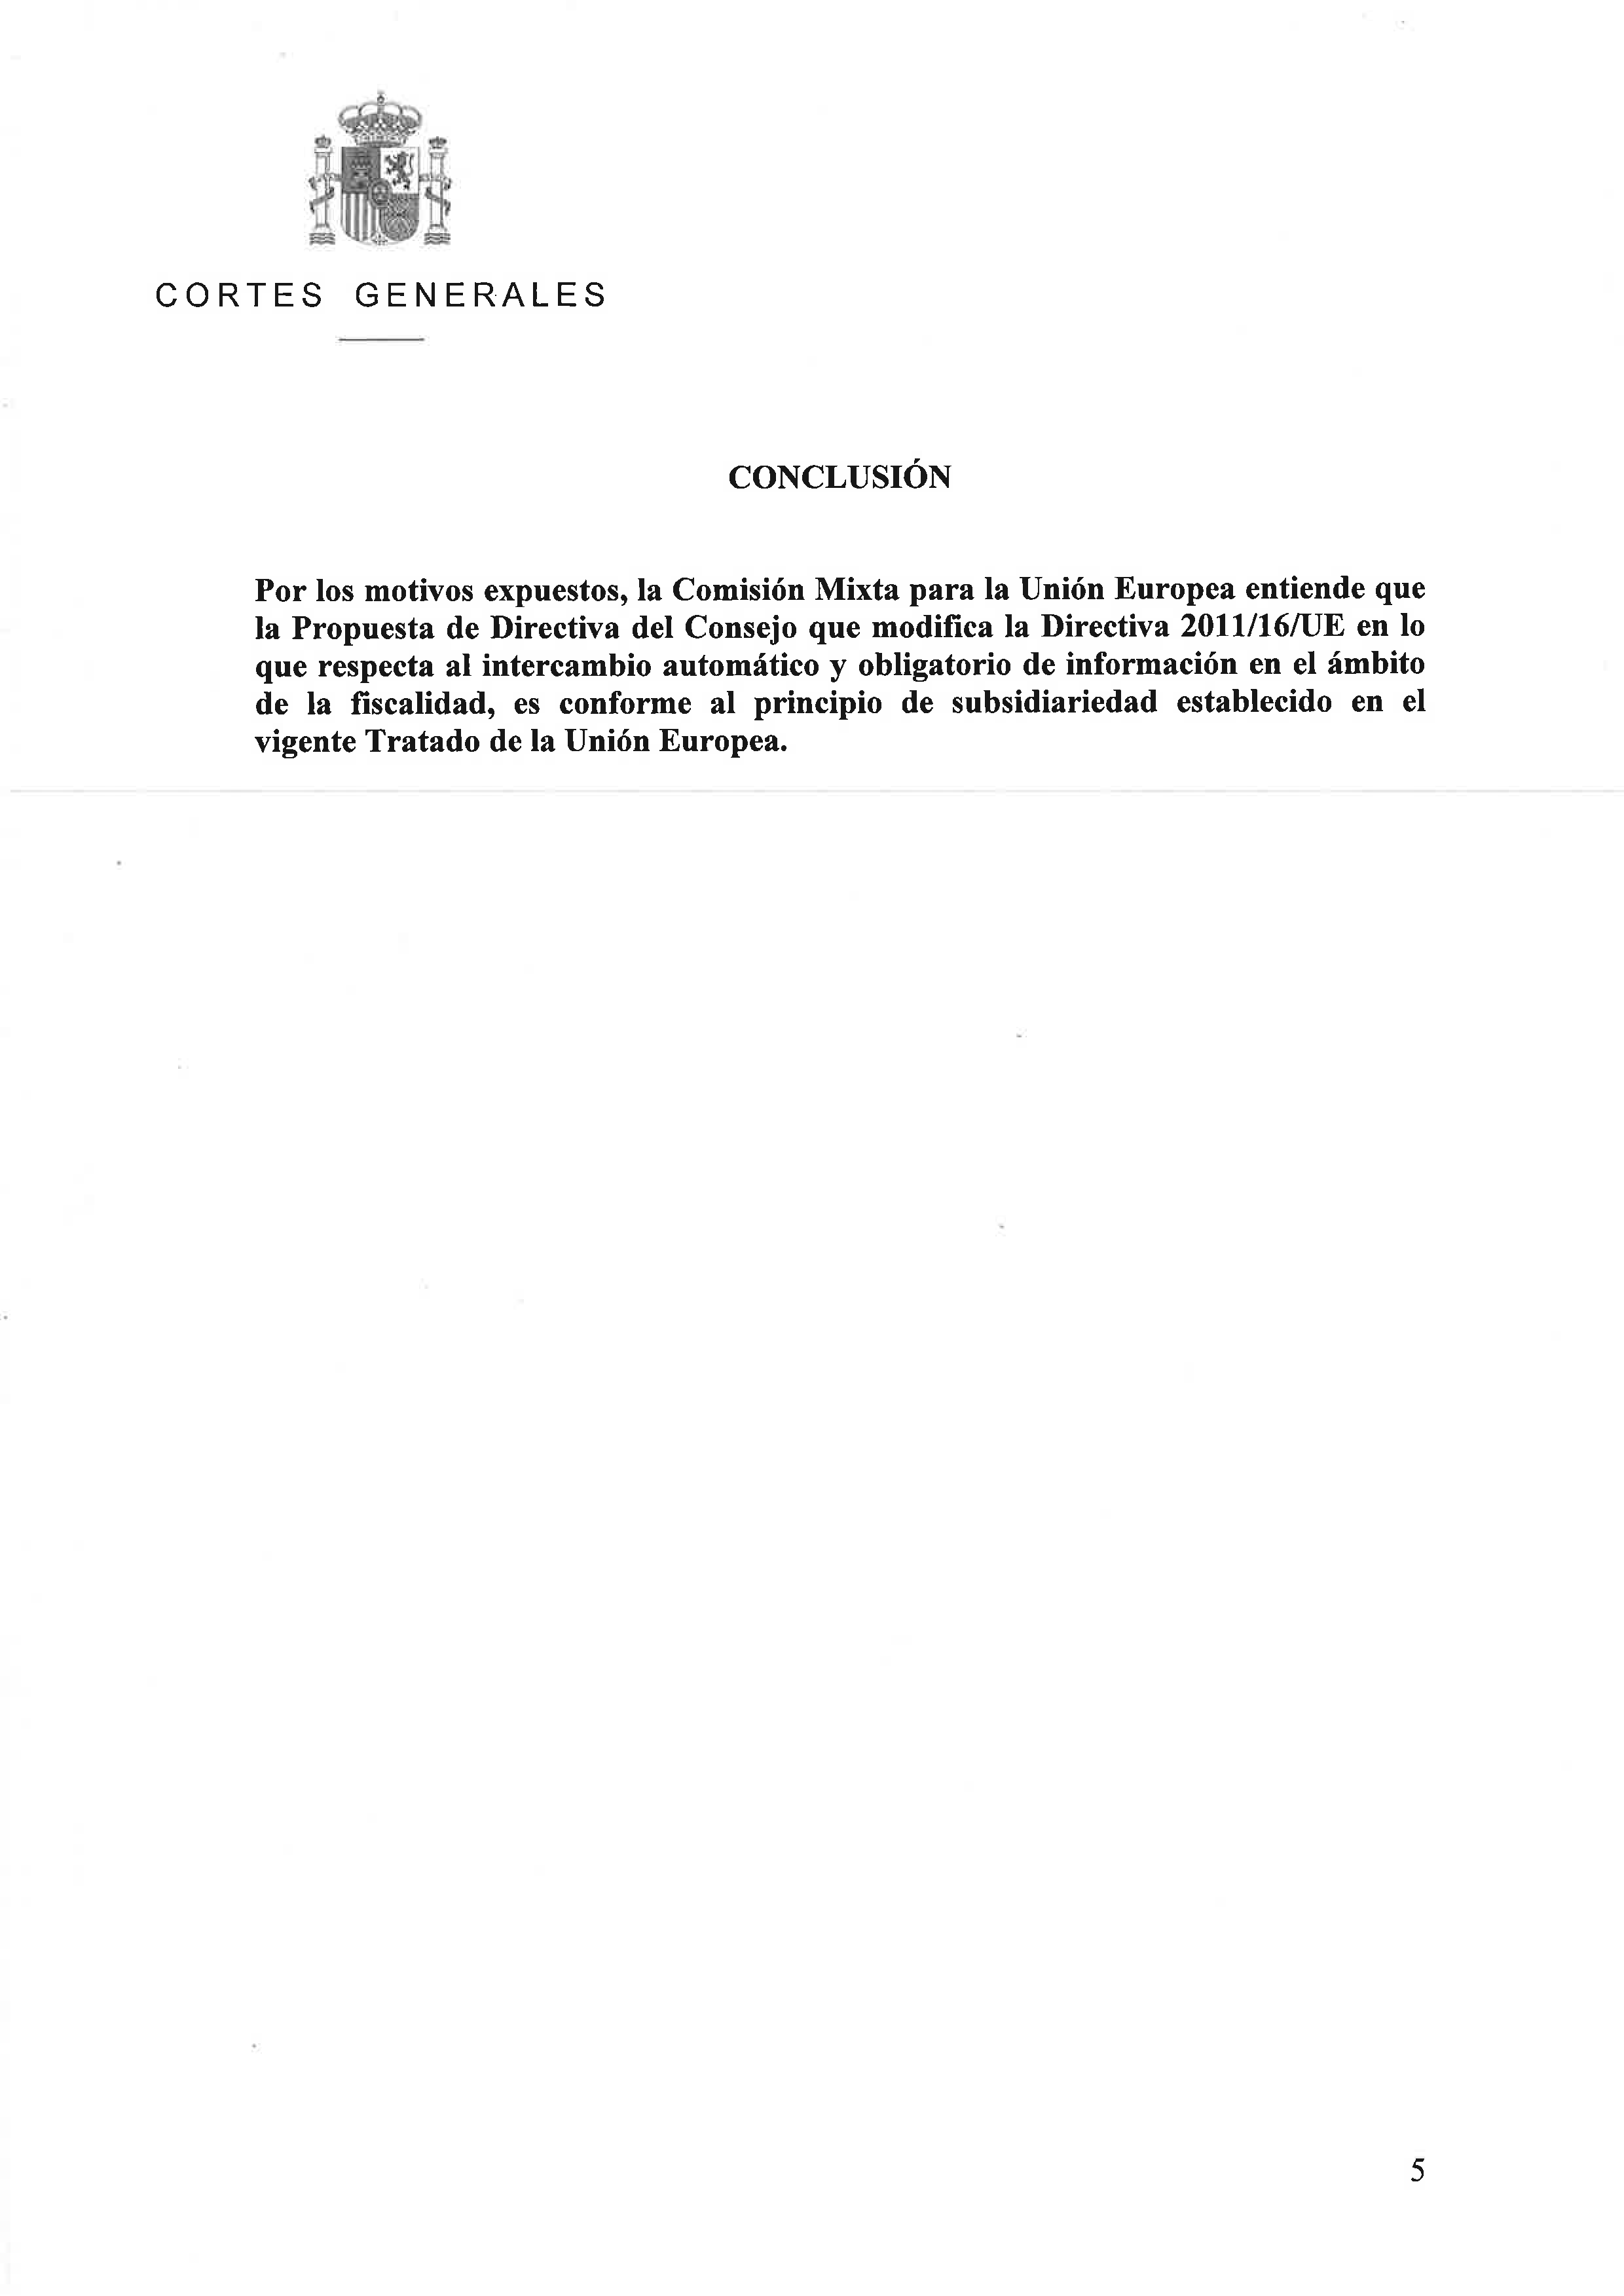 CORTES GENERALES
CONCLUSIÓN
Por los motivos expuestos, la Comisión Mixta para la Unión Europea entiende que
la Propuesta de Directiva del Consejo que modifica la Directiva 2011/16/UE en lo
que respecta al intercambio automático y obligatorio de información en el ámbito
de la fiscalidad, es conforme al principio de subsidiariedad establecido en el
vigente Tratado de la Unión Europea.
5